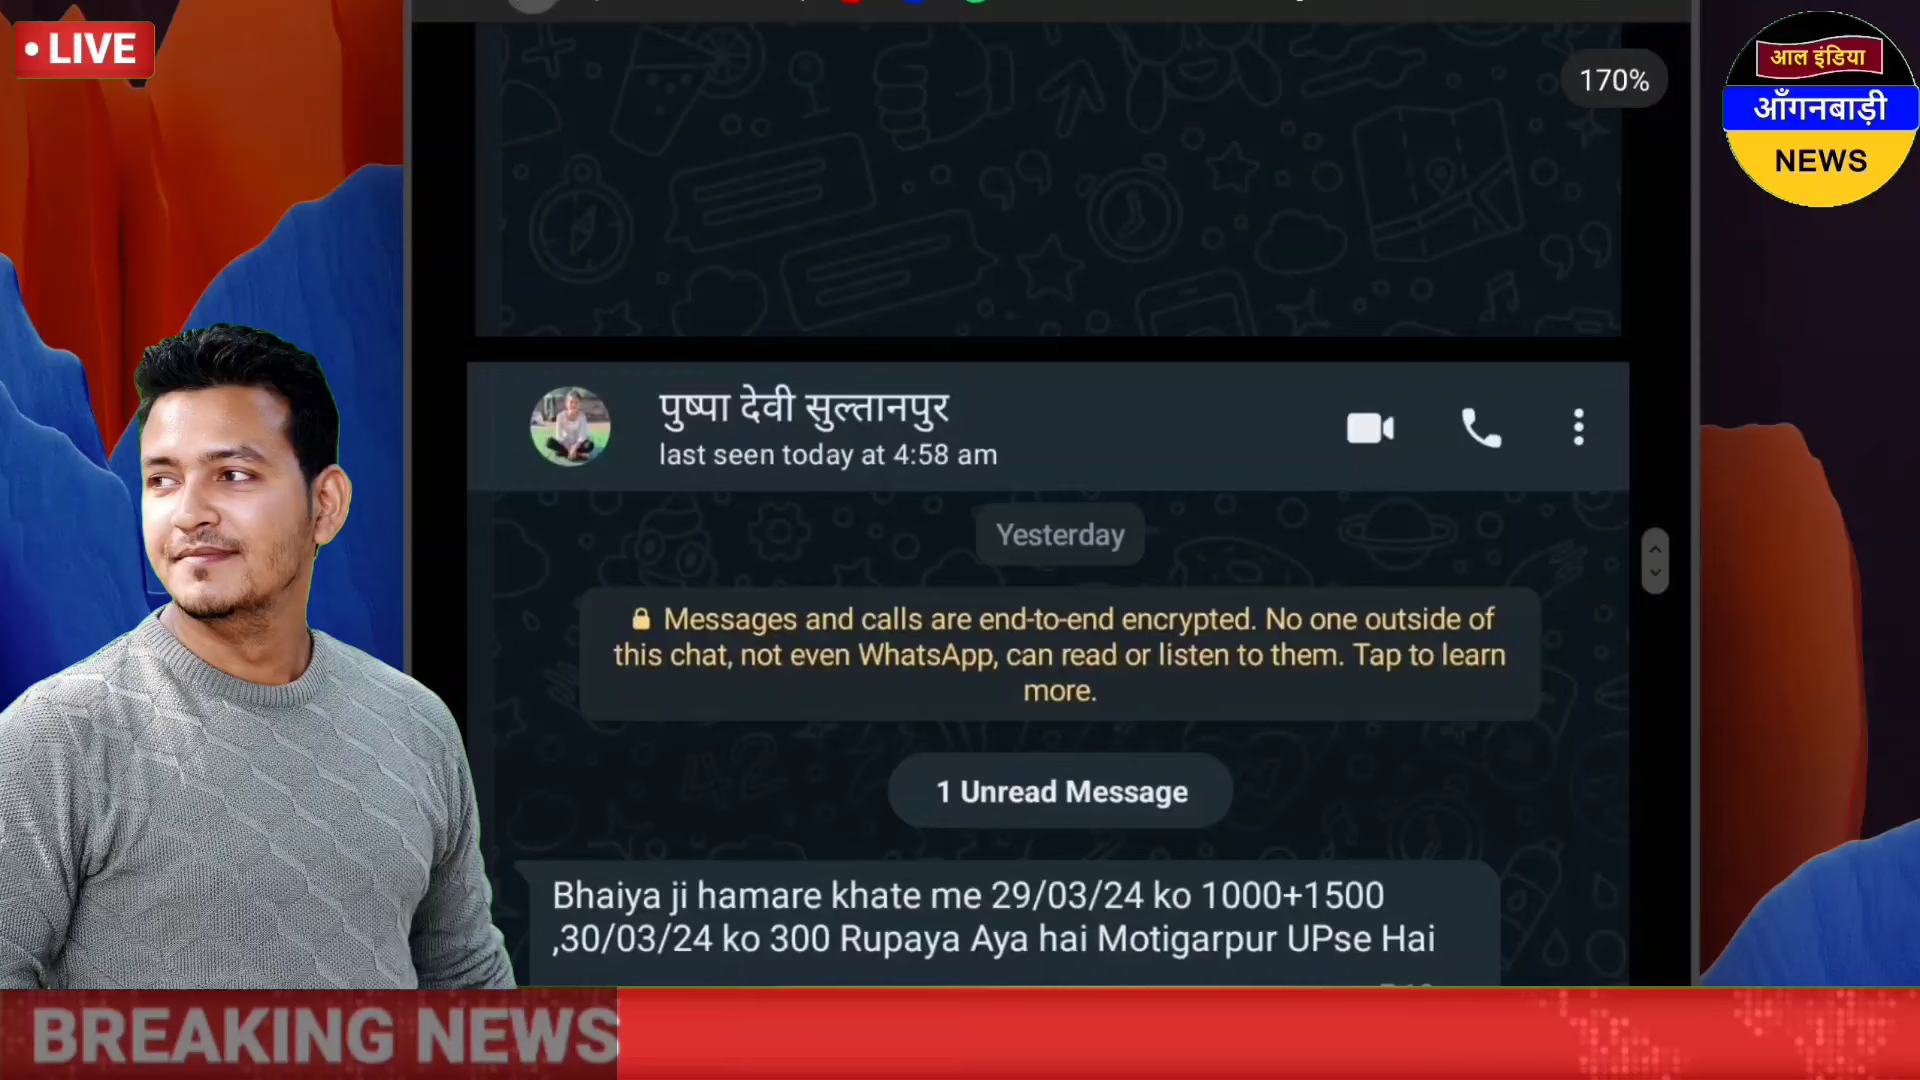 • LIVE
170%
आल इंडिया
आँगनबाड़ी
NEWS
पुष्पा देवी सुल्तानपुर
last seen today at 4:58 am
Yesterday
Messages and calls are end-to-end encrypted. No one outside of
this chat, not even WhatsApp, can read or listen to them. Tap to learn
more.
1 Unread Message
Bhaiya ji hamare khate me 29/03/24 ko 1000+1500
,30/03/24 ko 300 Rupaya Aya hai Motigarpur UPse Hai
BREAKING NEWS